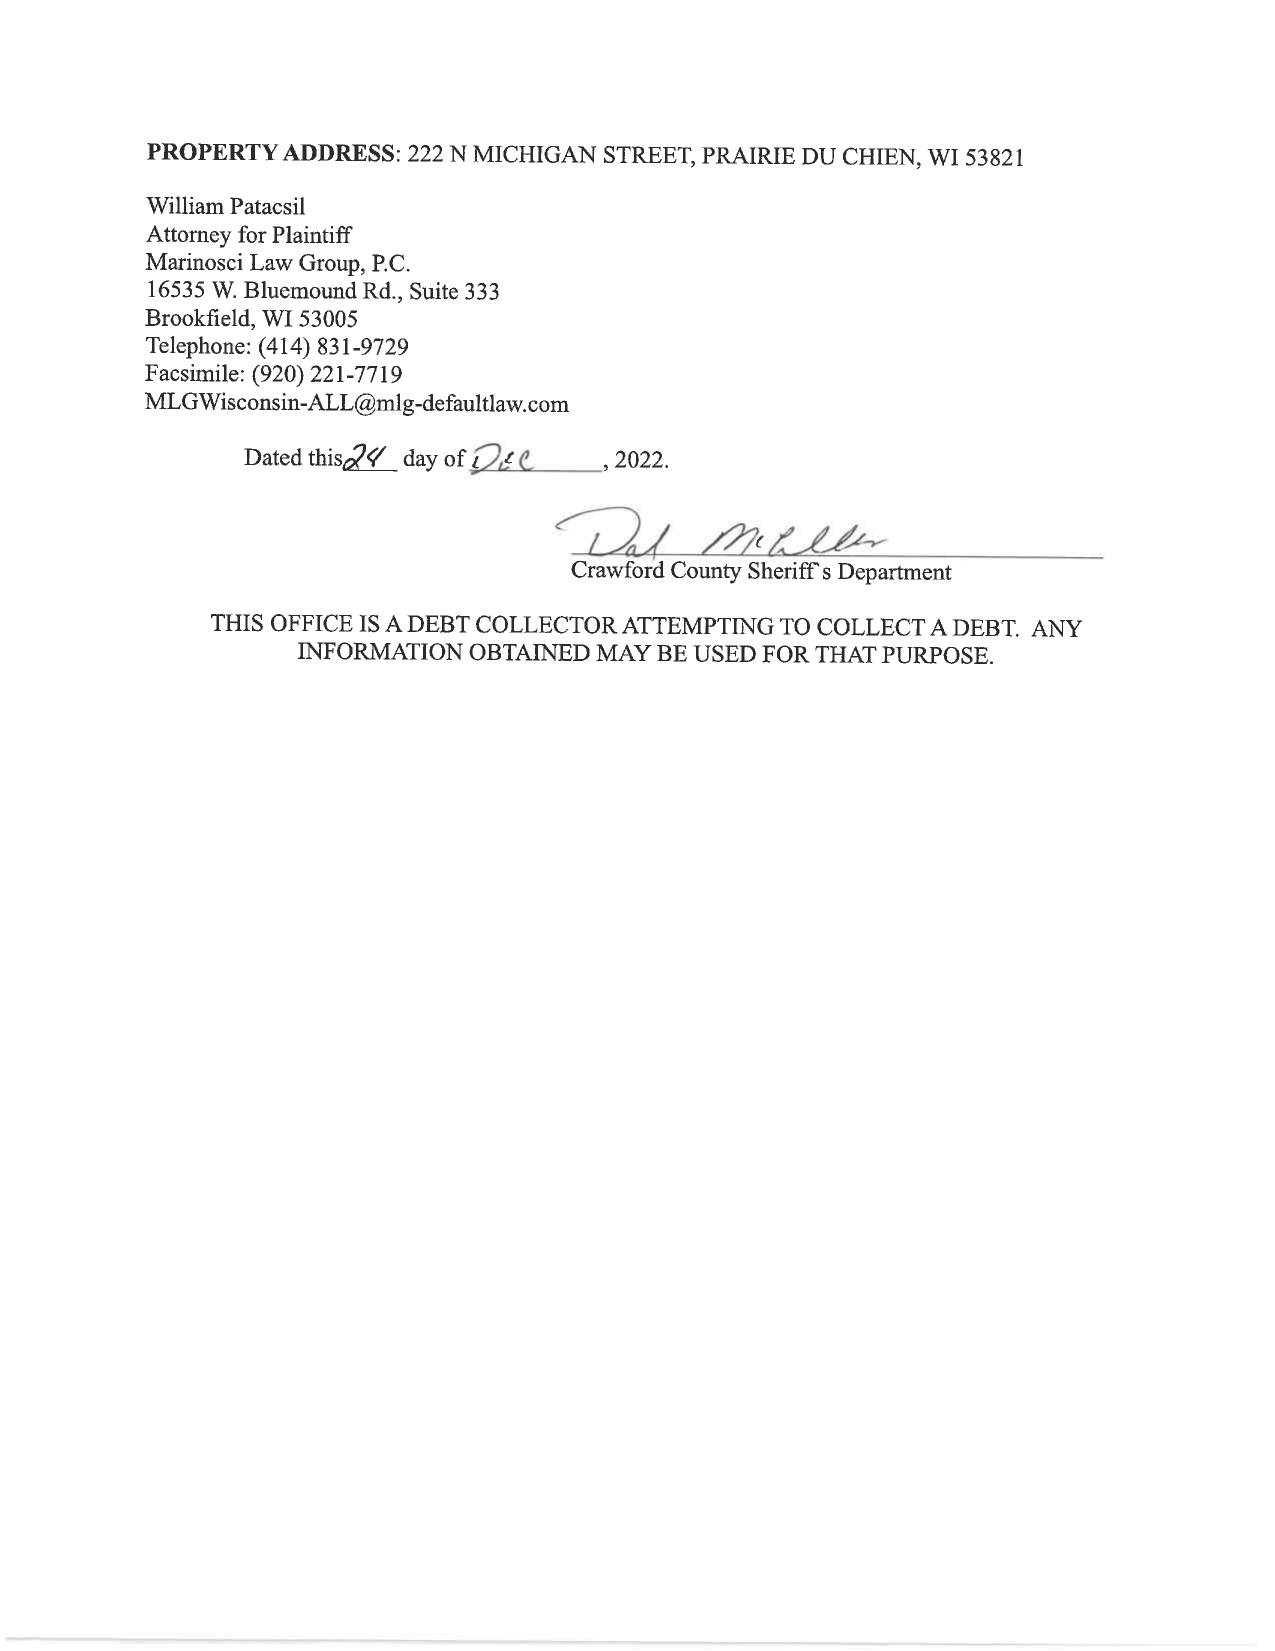 PROPERTY ADDRESS: 222 N MICHIGAN STREET, PRAIRIE DU CHIEN, WI 53821
William Patacsil
Attorney for Plaintiff
Marinosci Law Group, P.C.
16535 W. Bluemound Rd., Suite 333
Brookfield, WI 53005
Telephone: (414) 831-9729
Facsimile: (920) 221-7719
MLGWisconsin-ALL@mlg-defaultlaw.com
Dated this 24 day of Dec, 2022.
Crawford County Sheriff's Department
THIS OFFICE IS A DEBT COLLECTOR ATTEMPTING TO COLLECT A DEBT. ANY
INFORMATION OBTAINED MAY BE USED FOR THAT PURPOSE.